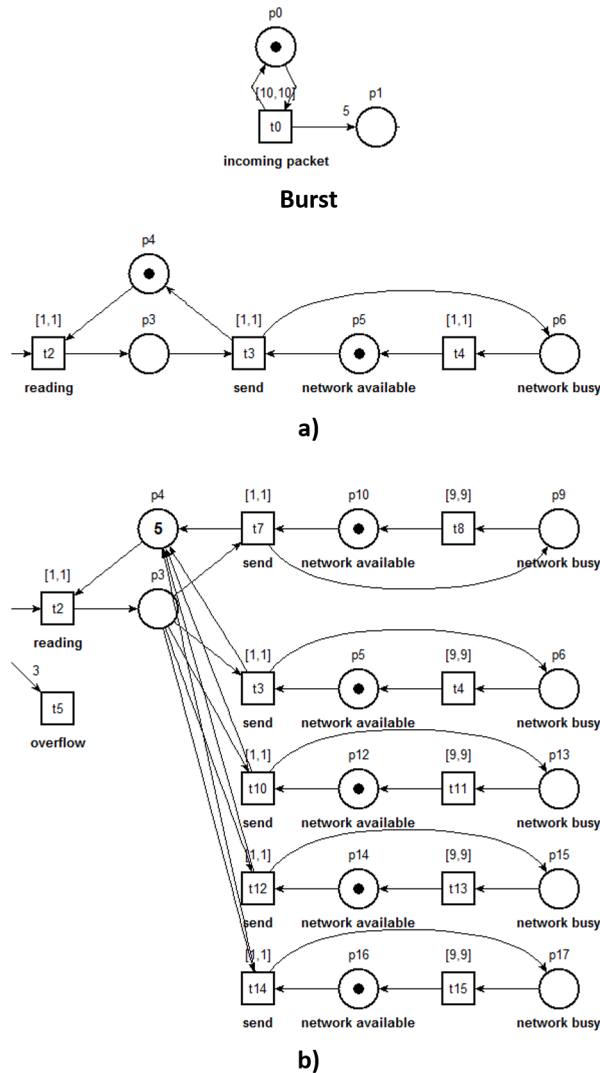 p0
[10,10]
p1
5
t0
incoming packet
Burst
p4
[1,1]
p3
[1,1]
p5
[1,1]
p6
t2
t3
t4
reading
send
network available
network busy
a)
p4
[1,1]
p10
[9,9]
p9
5
t7
t8
[1,1]
p3
send
network available
network busy
t2
reading
[1,1]
p5
[9,9]
p6
3
t3
t4
t5
send
network available
network busy
overflow
[1,1]
p12
[9,9]
p13
t10
t11
send
network available
network busy
[1,1]
p14
[9,9]
p15
t12
t13
send
network available
network busy
[1,1]
p16
[9,9]
p17
t14
t15
send
network available
network busy
b)